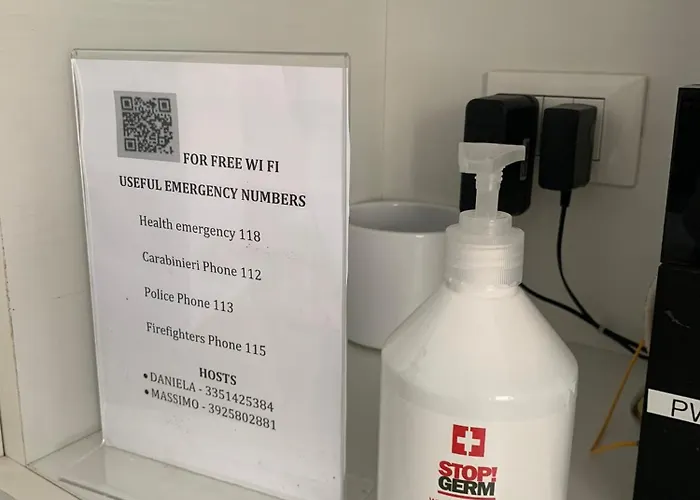 FOR FREE WI FI
USEFUL EMERGENCY NUMBERS
Health emergency 118
Carabinieri Phone 112
Police Phone 113
Firefighters Phone 115
HOSTS
• DANIELA - 3351425384
• MASSIMO - 3925802881
STOP!
GERM
PW